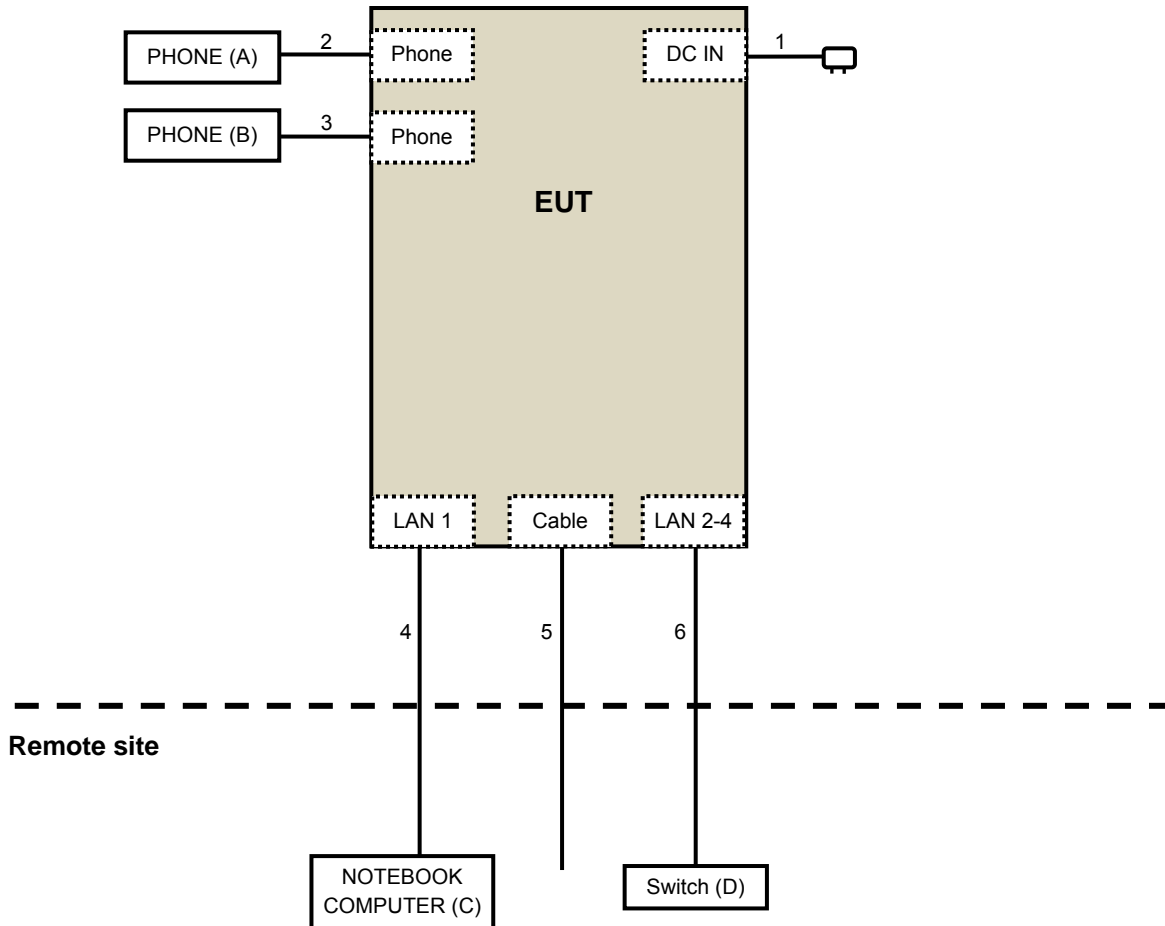 2
1
PHONE (A)
Phone
DC IN
3
PHONE (B)
Phone
EUT
LAN 1
Cable
LAN 2-4
4
5
6
Remote site
NOTEBOOK
COMPUTER (C)
Switch (D)